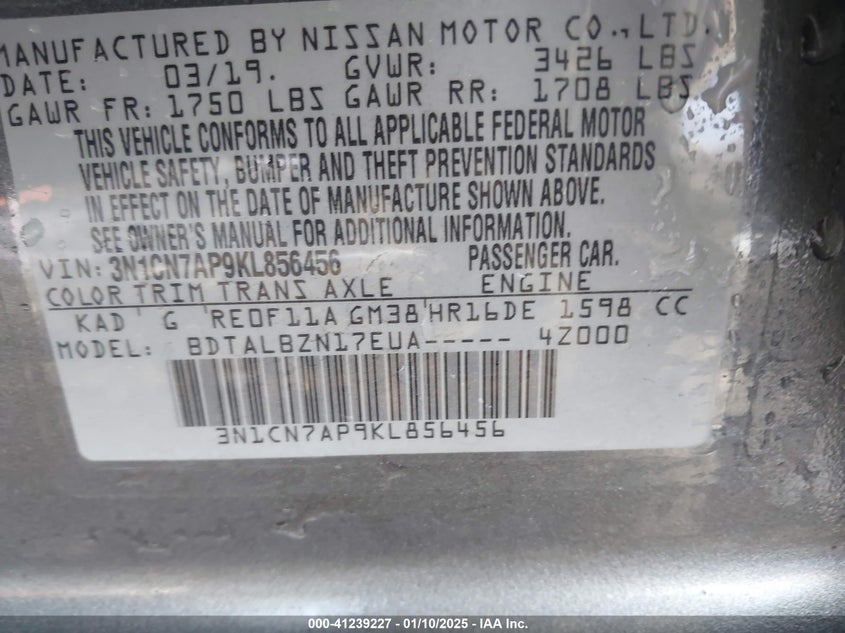 MANUFACTURED BY NISSAN MOTOR CO.,LTD.
DATE: 03/19. GVWR: 3426 LBS
GAWR FR: 1750 LBS GAWR RR: 1708 LBS
THIS VEHICLE CONFORMS TO ALL APPLICABLE FEDERAL MOTOR
VEHICLE SAFETY, BUMPER AND THEFT PREVENTION STANDARDS
IN EFFECT ON THE DATE OF MANUFACTURE SHOWN ABOVE.
SEE OWNER'S MANUAL FOR ADDITIONAL INFORMATION.
VIN: 3N1CN7AP9KL856456 PASSENGER CAR.
COLOR TRIM TRANS AXLE ENGINE
KAD G RE0F11A GM38 HR16DE 1598 CC
MODEL: BDTALBZN17EUA----- 4Z000
3N1CN7AP9KL856456
000-41239227 - 01/10/2025 - IAA Inc.